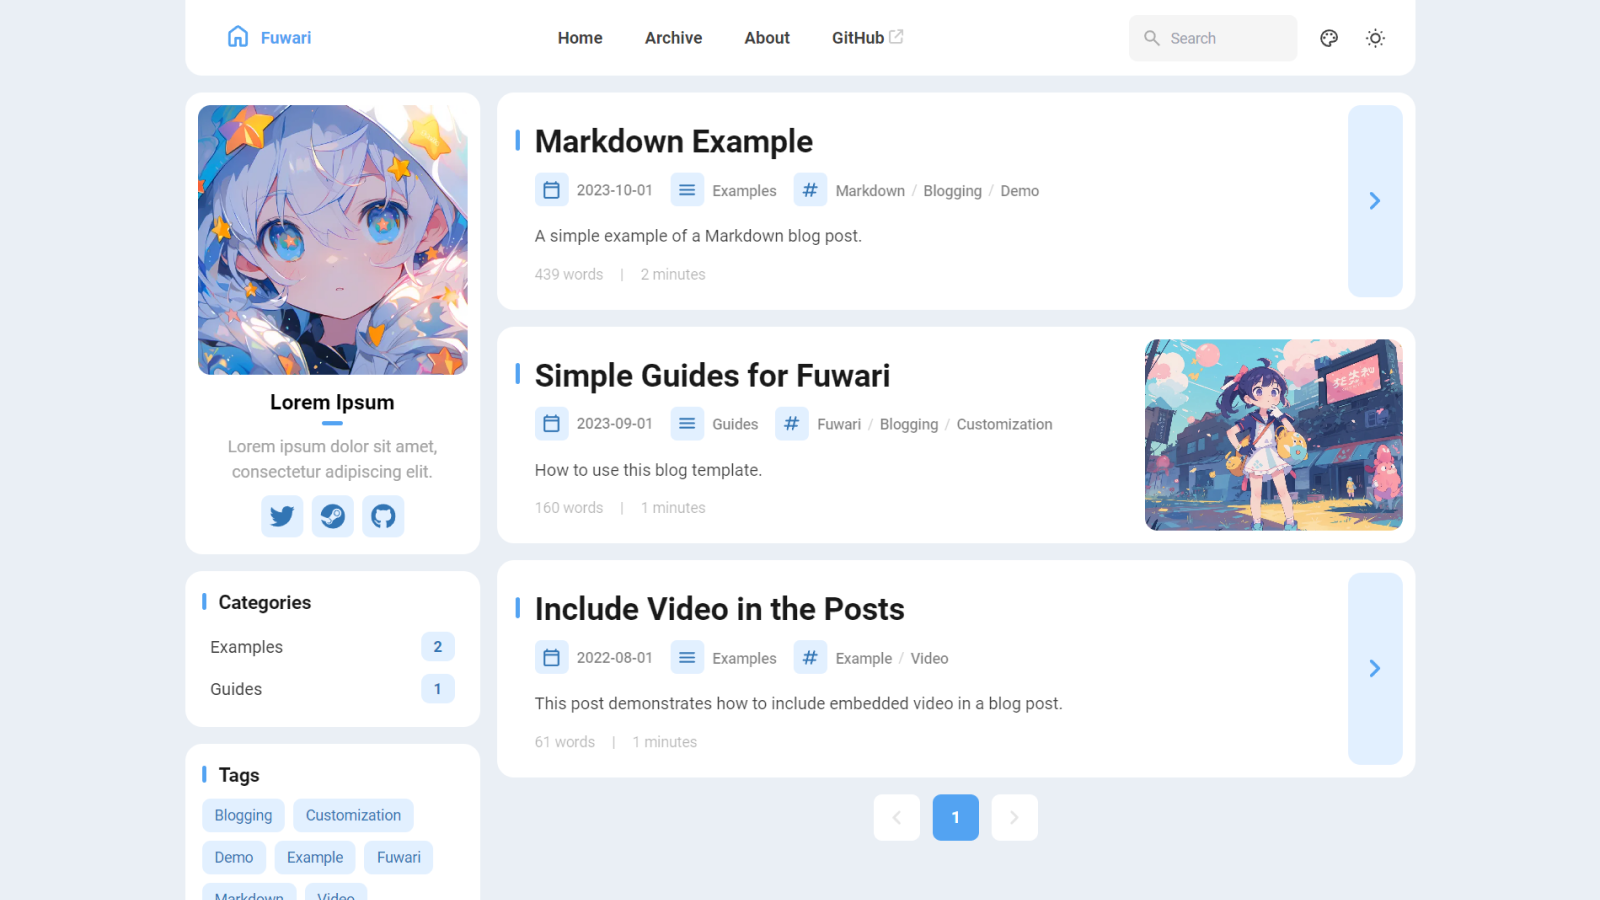 Fuwari
Home Archive About GitHub
Search
Lorem Ipsum
Lorem ipsum dolor sit amet,
consectetur adipiscing elit.
Categories
Examples 2
Guides 1
Tags
Blogging Customization
Demo Example Fuwari
Markdown Video
Markdown Example
2023-10-01 Examples # Markdown / Blogging / Demo
A simple example of a Markdown blog post.
439 words | 2 minutes
Simple Guides for Fuwari
2023-09-01 Guides # Fuwari / Blogging / Customization
How to use this blog template.
160 words | 1 minutes
Include Video in the Posts
2022-08-01 Examples # Example / Video
This post demonstrates how to include embedded video in a blog post.
61 words | 1 minutes
1